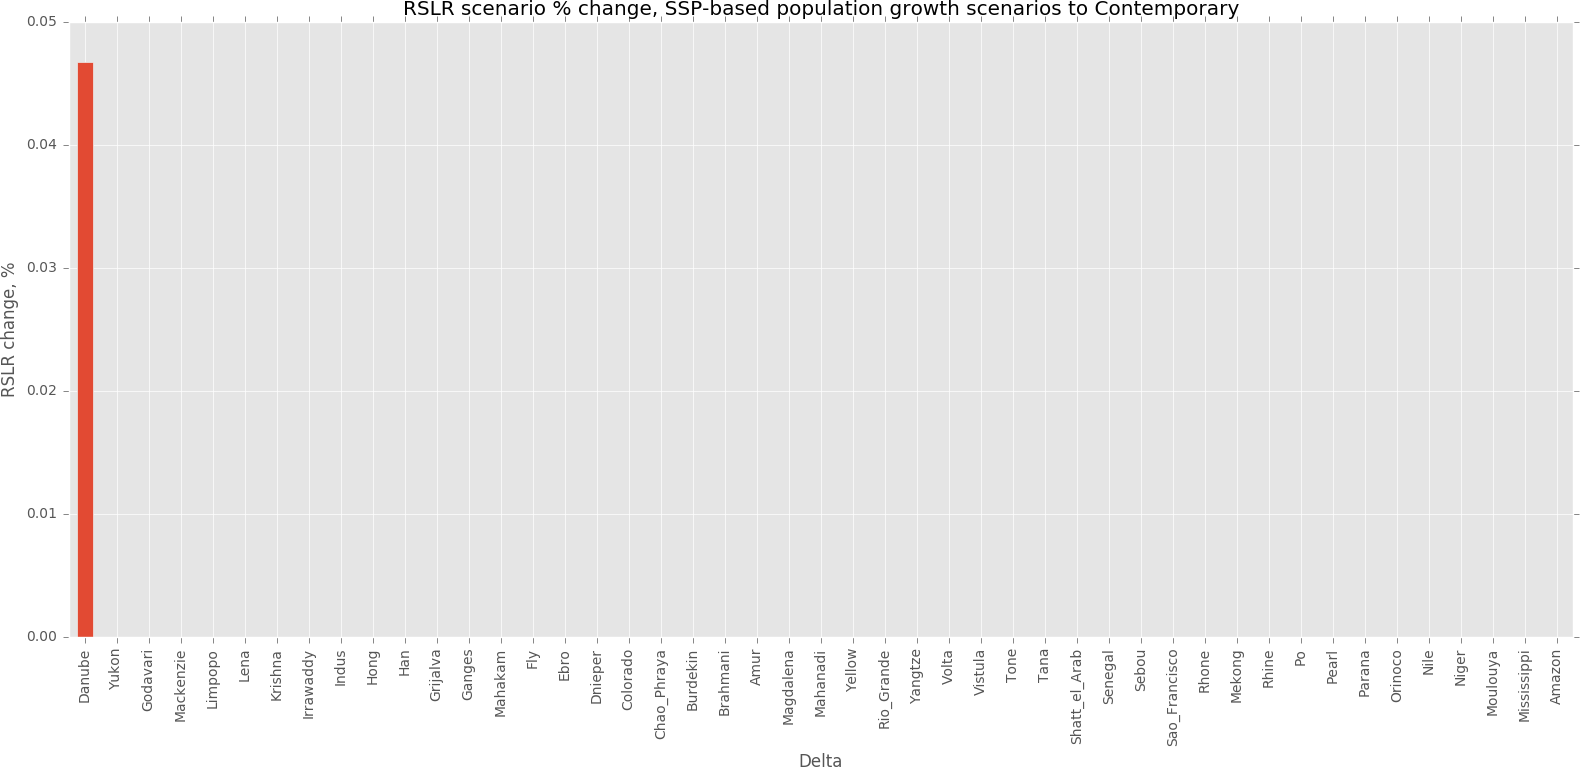 RSLR scenario % change, SSP-based population growth scenarios to Contemporary
RSLR change, %
0.05
0.04
0.03
0.02
0.01
0.00
Danube
Yukon
Godavari
Mackenzie
Limpopo
Lena
Krishna
Irrawaddy
Indus
Hong
Han
Grijalva
Ganges
Mahakam
Fly
Ebro
Dnieper
Colorado
Chao_Phraya
Burdekin
Brahmani
Amur
Magdalena
Mahanadi
Yellow
Rio_Grande
Yangtze
Volta
Vistula
Tone
Tana
Shatt_el_Arab
Senegal
Sebou
Sao_Francisco
Rhone
Mekong
Rhine
Po
Pearl
Parana
Orinoco
Nile
Niger
Moulouya
Mississippi
Amazon
Delta